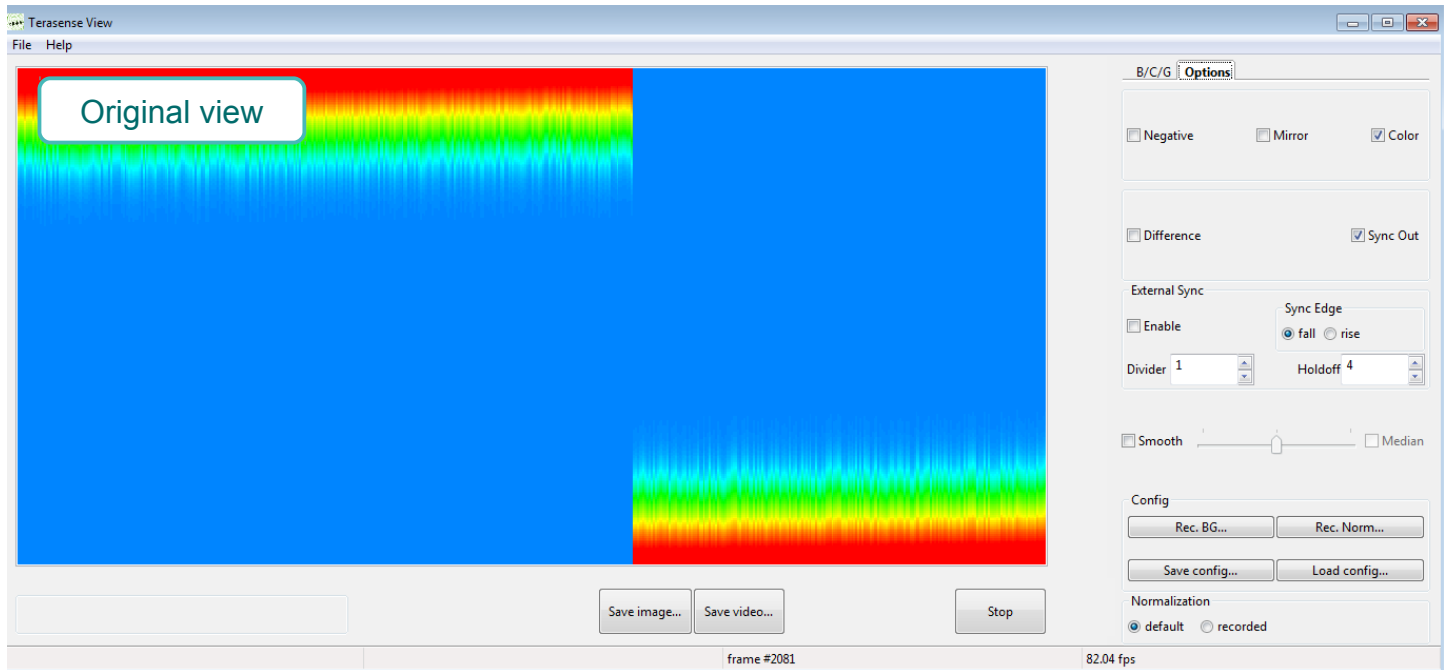 Terasense View
File Help
Original view
B/C/G Options
Negative Mirror Color
Difference Sync Out
External Sync
Sync Edge
Enable
fall rise
Divider 1 Holdoff 4
Smooth Median
Config
Rec. BG... Rec. Norm...
Save config... Load config...
Normalization
default recorded
Save image... Save video... Stop
frame #2081 82.04 fps